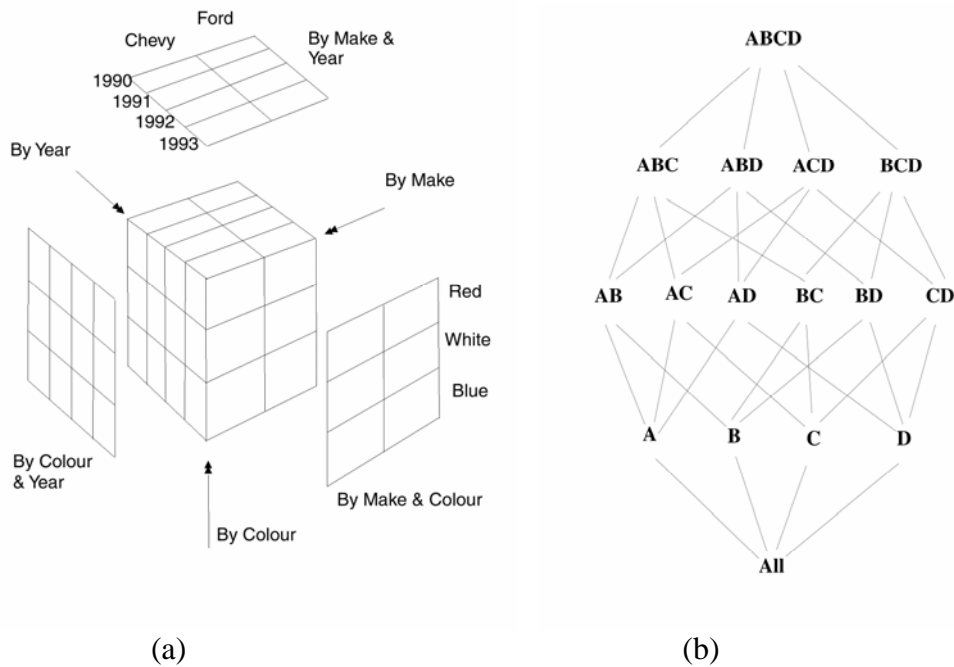 Ford
Chevy
By Make &
Year
1990
1991
1992
1993
By Year
By Make
Red
White
Blue
By Colour
& Year
By Make & Colour
By Colour
(a)
ABCD
ABC ABD ACD BCD
AB AC AD BC BD CD
A B C D
All
(b)